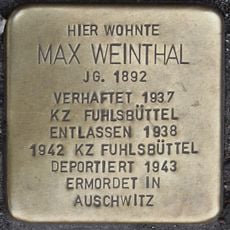 HIER WOHNTE
MAX WEINTHAL
JG. 1892
VERHAFTET 1937
KZ FUHLSBÜTTEL
ENTLASSEN 1938
1942 KZ FUHLSBÜTTEL
DEPORTIERT 1943
ERMORDET IN
AUSCHWITZ